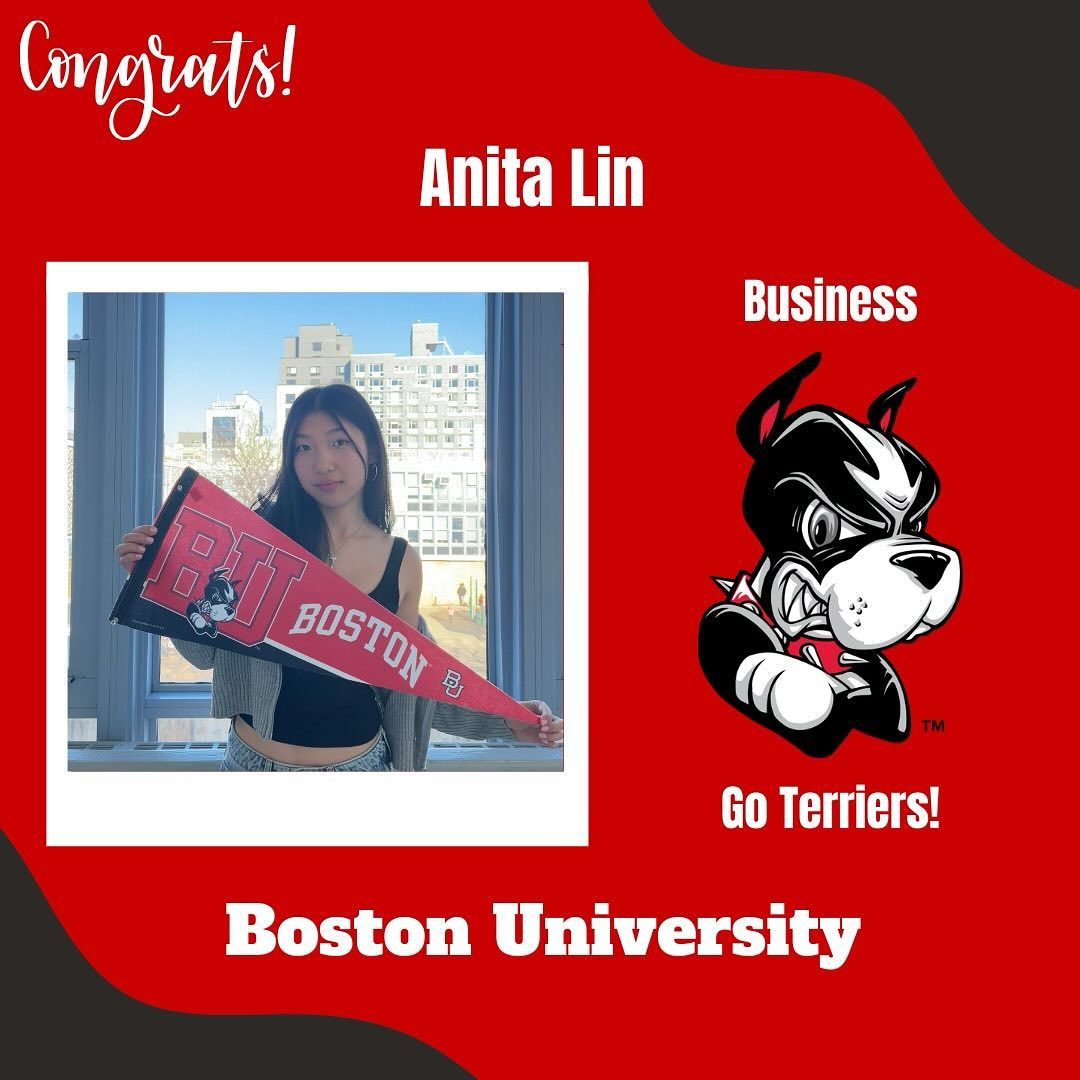 Congrats!
Anita Lin
Business
BU
BOSTON
BU
TM
Go Terriers!
Boston University